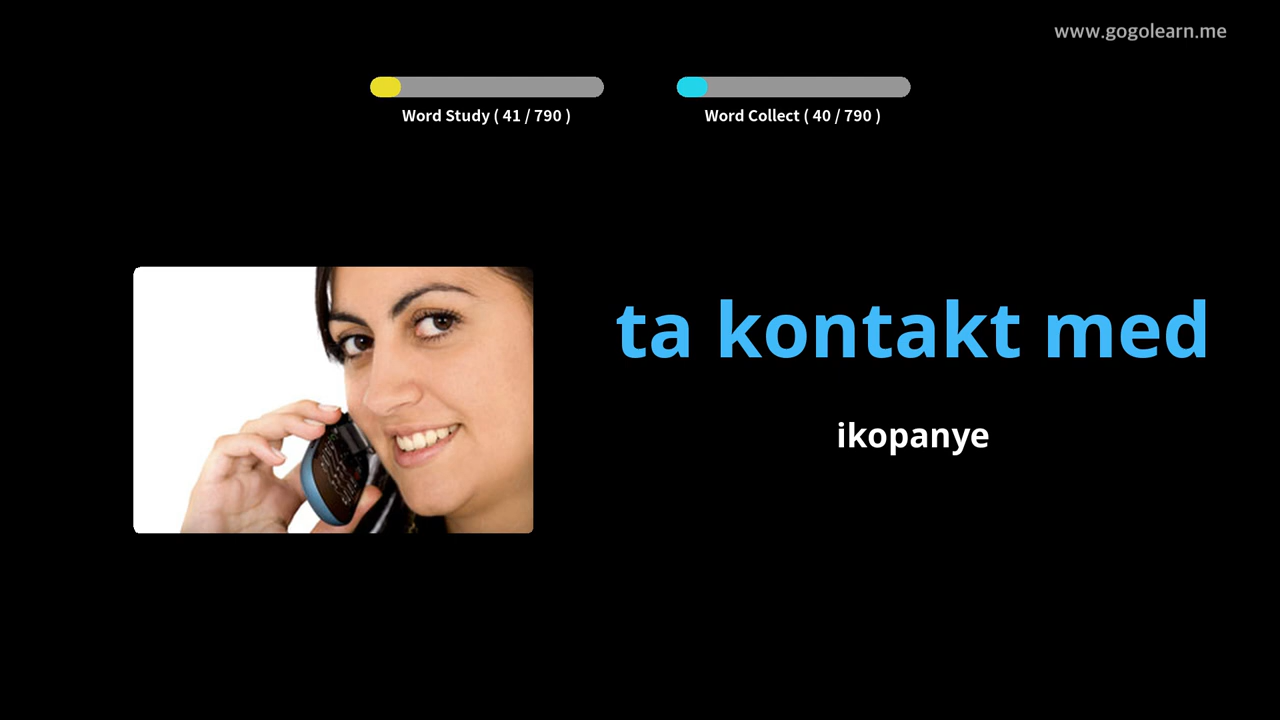 www.gogolearn.me
Word Study ( 41 / 790 )
Word Collect ( 40 / 790 )
ta kontakt med
ikopanye